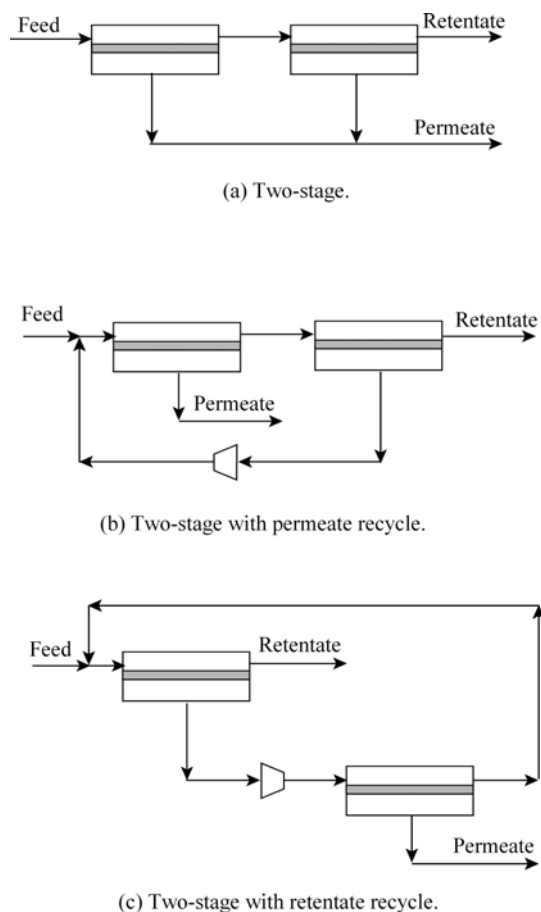 Feed
Retentate
Permeate
(a) Two-stage.
Feed
Retentate
Permeate
(b) Two-stage with permeate recycle.
Feed
Retentate
Permeate
(c) Two-stage with retentate recycle.